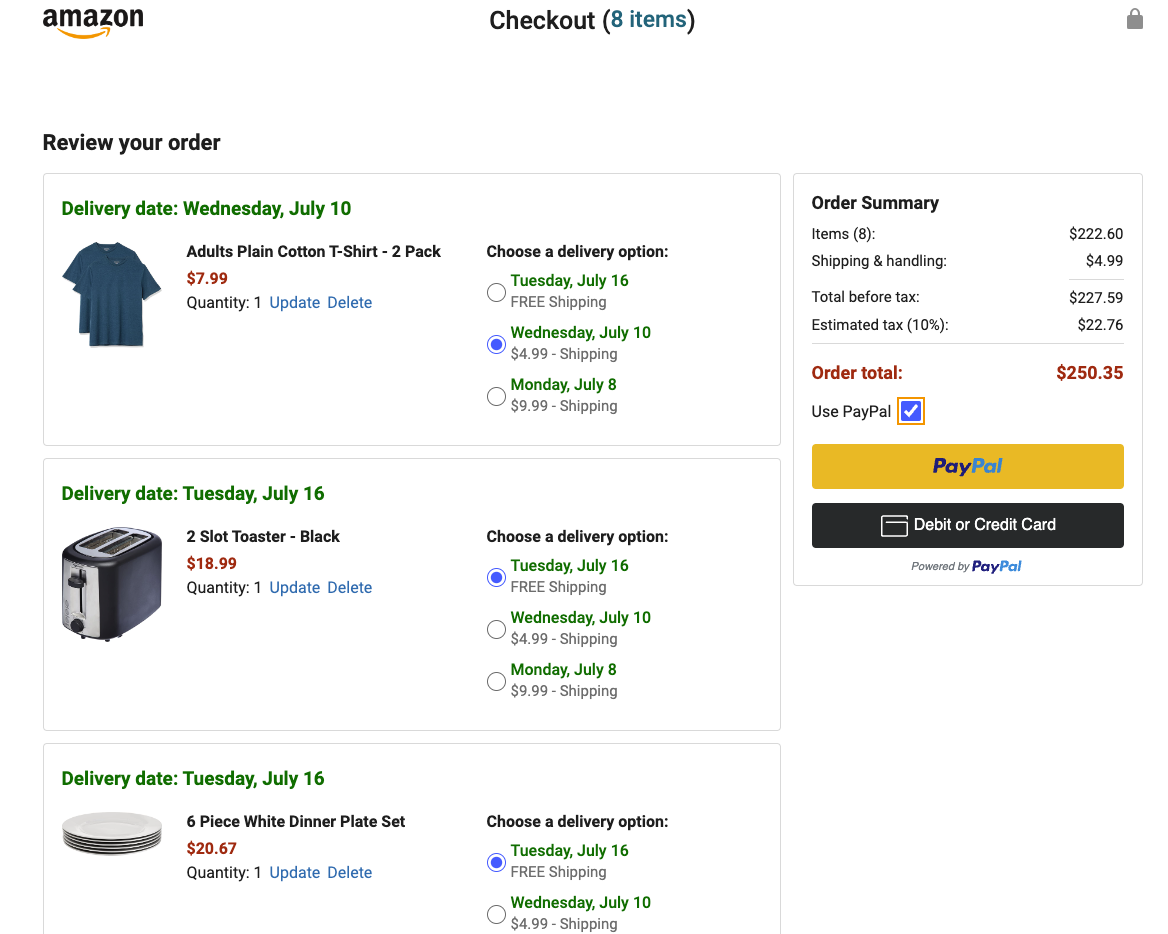 amazon
Checkout (8 items)
Review your order
Delivery date: Wednesday, July 10
Adults Plain Cotton T-Shirt - 2 Pack
$7.99
Quantity: 1 Update Delete
Choose a delivery option:
Tuesday, July 16
FREE Shipping
Wednesday, July 10
$4.99 - Shipping
Monday, July 8
$9.99 - Shipping
Delivery date: Tuesday, July 16
2 Slot Toaster - Black
$18.99
Quantity: 1 Update Delete
Choose a delivery option:
Tuesday, July 16
FREE Shipping
Wednesday, July 10
$4.99 - Shipping
Monday, July 8
$9.99 - Shipping
Delivery date: Tuesday, July 16
6 Piece White Dinner Plate Set
$20.67
Quantity: 1 Update Delete
Choose a delivery option:
Tuesday, July 16
FREE Shipping
Wednesday, July 10
$4.99 - Shipping
Order Summary
Items (8): $222.60
Shipping & handling: $4.99
Total before tax: $227.59
Estimated tax (10%): $22.76
Order total: $250.35
Use PayPal
PayPal
Debit or Credit Card
Powered by PayPal